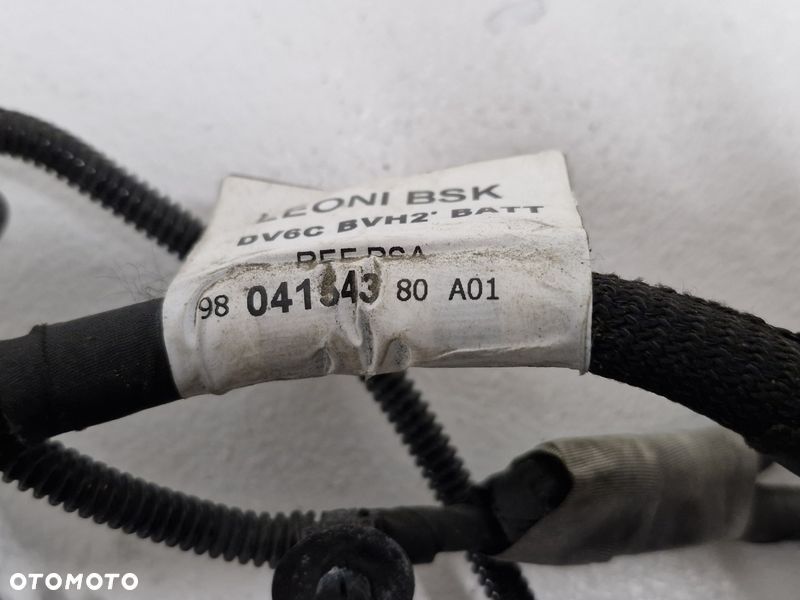 LEONI BSK
DV6C BVH2' BATT
REF PSA
98 041543 80 A01
OTOMOTO